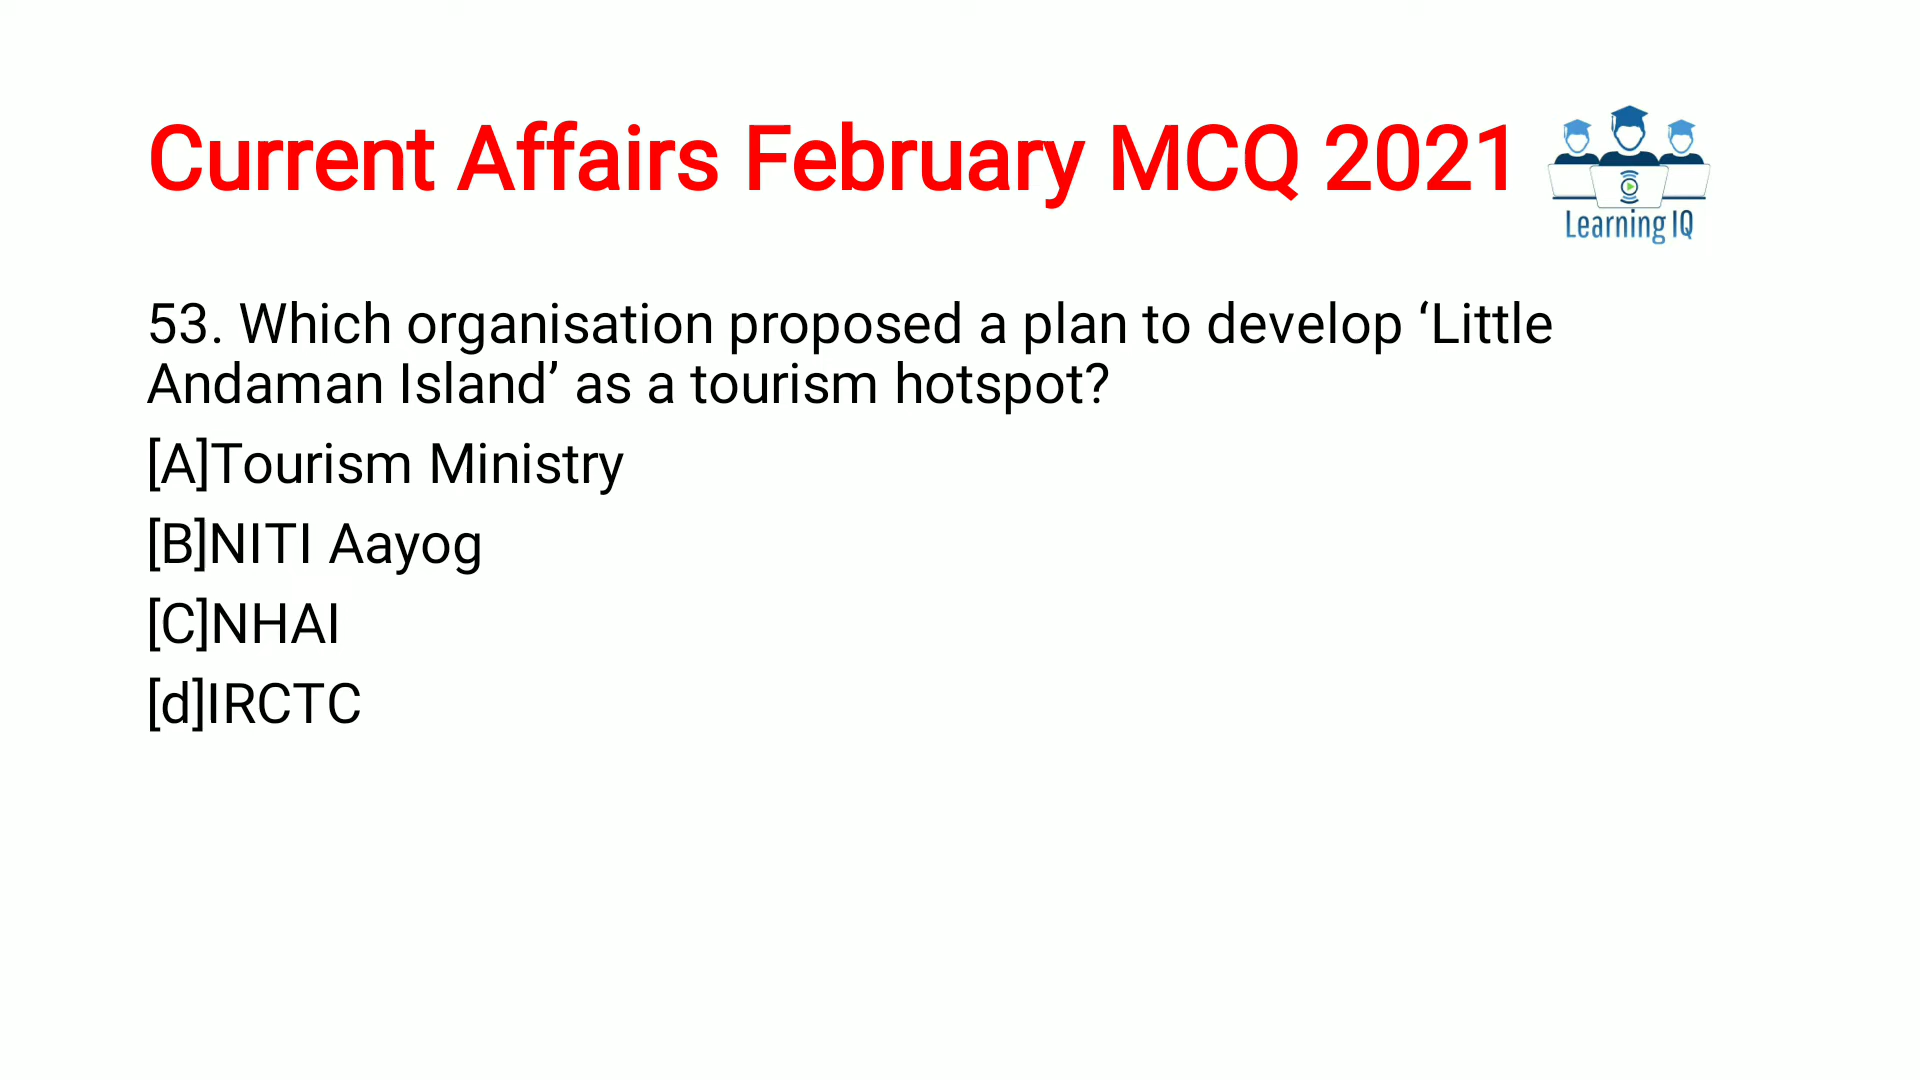 Current Affairs February MCQ 2021
Learning IQ
53. Which organisation proposed a plan to develop ‘Little
Andaman Island’ as a tourism hotspot?
[A]Tourism Ministry
[B]NITI Aayog
[C]NHAI
[d]IRCTC